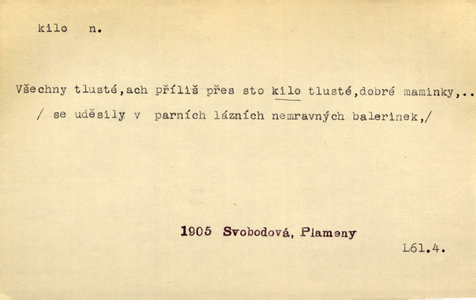 kilo n.
Všechny tlusté,ach příliš přes sto kilo tlusté,dobré maminky,..
/ se uděsily v parních lázních nemravných balerinek,/
1905 Svobodová, Plameny
L61.4.